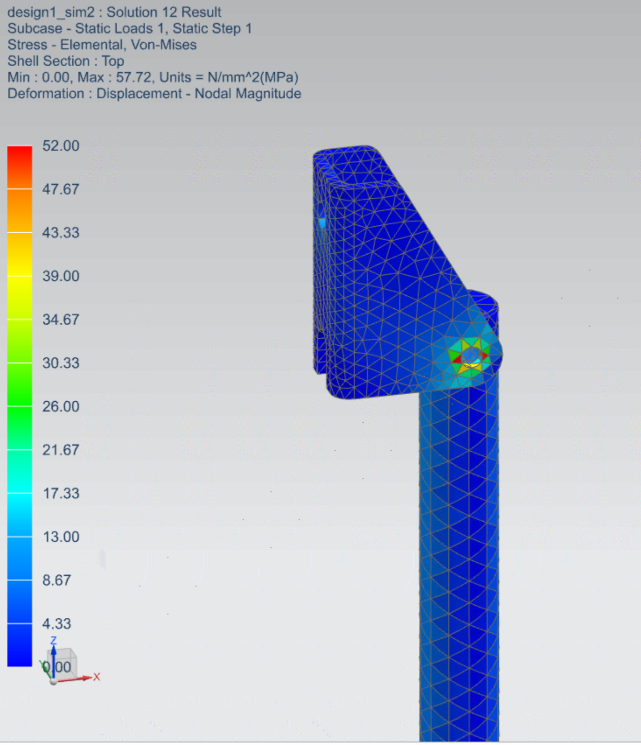 design1_sim2 : Solution 12 Result
Subcase - Static Loads 1, Static Step 1
Stress - Elemental, Von-Mises
Shell Section : Top
Min : 0.00, Max : 57.72, Units = N/mm^2(MPa)
Deformation : Displacement - Nodal Magnitude
52.00
47.67
43.33
39.00
34.67
30.33
26.00
21.67
17.33
13.00
8.67
4.33
0.00
Z
Y
X